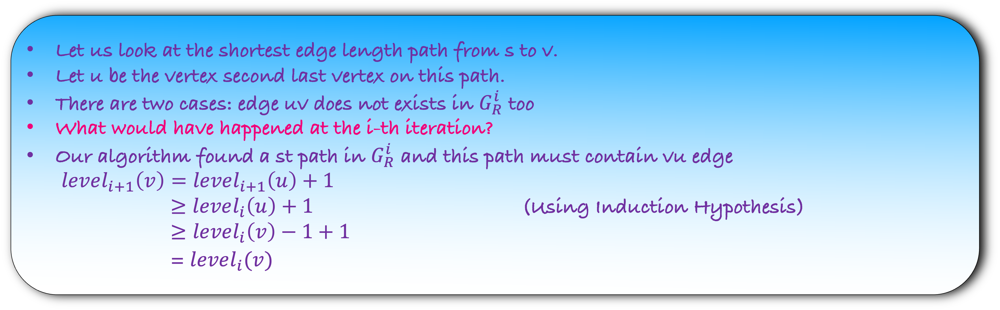 • Let us look at the shortest edge length path from s to v.
• Let u be the vertex second last vertex on this path.
• There are two cases: edge uv does not exists in $G_R^i$ too
• What would have happened at the i-th iteration?
• Our algorithm found a st path in $G_R^i$ and this path must contain vu edge
$level_{i+1}(v) = level_{i+1}(u) + 1$
$\geq level_i(u) + 1$ (Using Induction Hypothesis)
$\geq level_i(v) - 1 + 1$
$= level_i(v)$